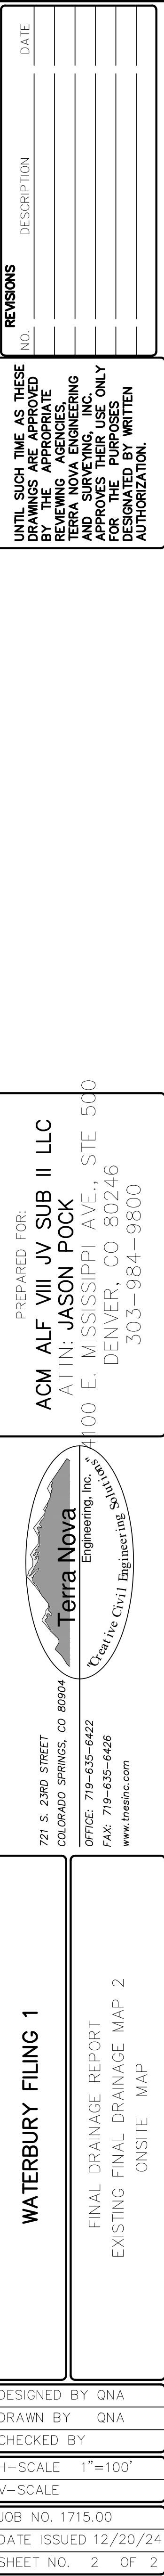 REVISIONS
NO. DESCRIPTION DATE
UNTIL SUCH TIME AS THESE
DRAWINGS ARE APPROVED
BY THE APPROPRIATE
REVIEWING AGENCIES,
TERRA NOVA ENGINEERING
AND SURVEYING, INC.
APPROVES THEIR USE ONLY
FOR THE PURPOSES
DESIGNATED BY WRITTEN
AUTHORIZATION.
PREPARED FOR:
ACM ALF VIII JV SUB II LLC
ATTN: JASON POCK
4100 E. MISSISSIPPI AVE., STE 500
DENVER, CO 80246
303-984-9800
Terra Nova
Engineering, Inc.
"Creative Civil Engineering Solutions"
721 S. 23RD STREET
COLORADO SPRINGS, CO 80904
OFFICE: 719-635-6422
FAX: 719-635-6426
www.tnesinc.com
WATERBURY FILING 1
FINAL DRAINAGE REPORT
EXISTING FINAL DRAINAGE MAP 2
ONSITE MAP
DESIGNED BY QNA
DRAWN BY QNA
CHECKED BY
H-SCALE 1"=100'
V-SCALE
JOB NO. 1715.00
DATE ISSUED 12/20/24
SHEET NO. 2 OF 2